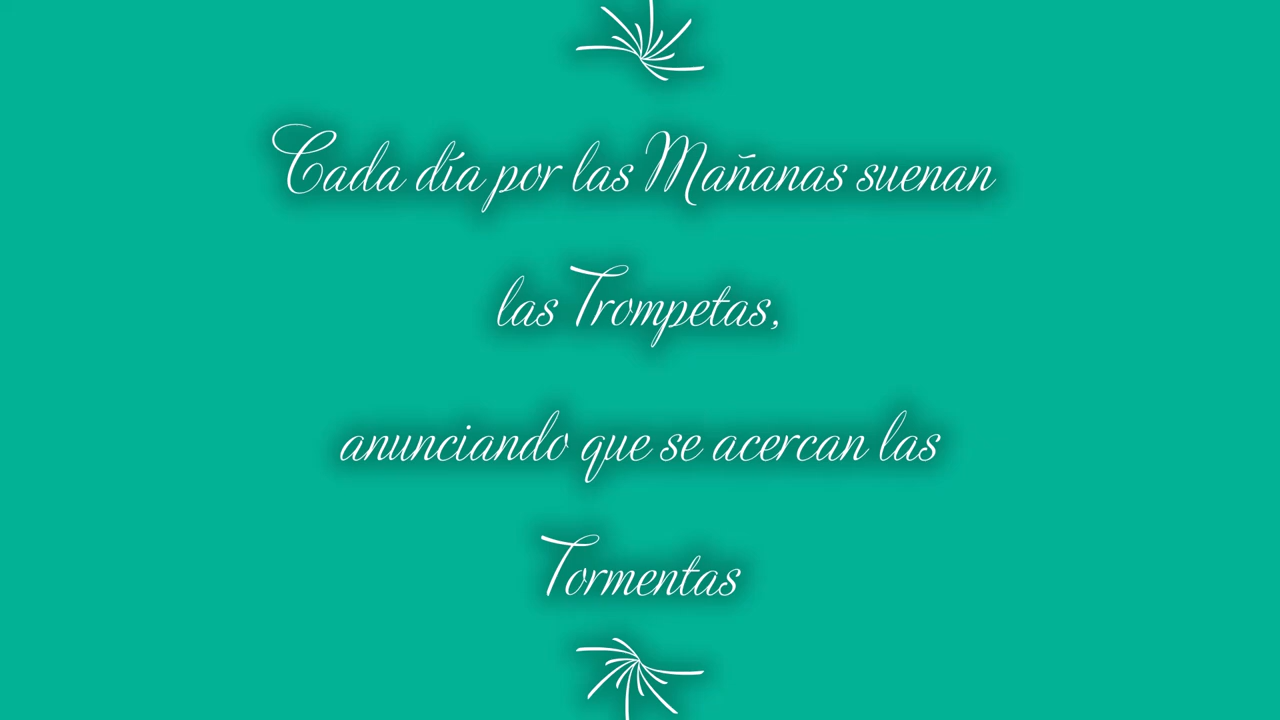 Cada día por las Mañanas suenan
las Trompetas,
anunciando que se acercan las
Tormentas